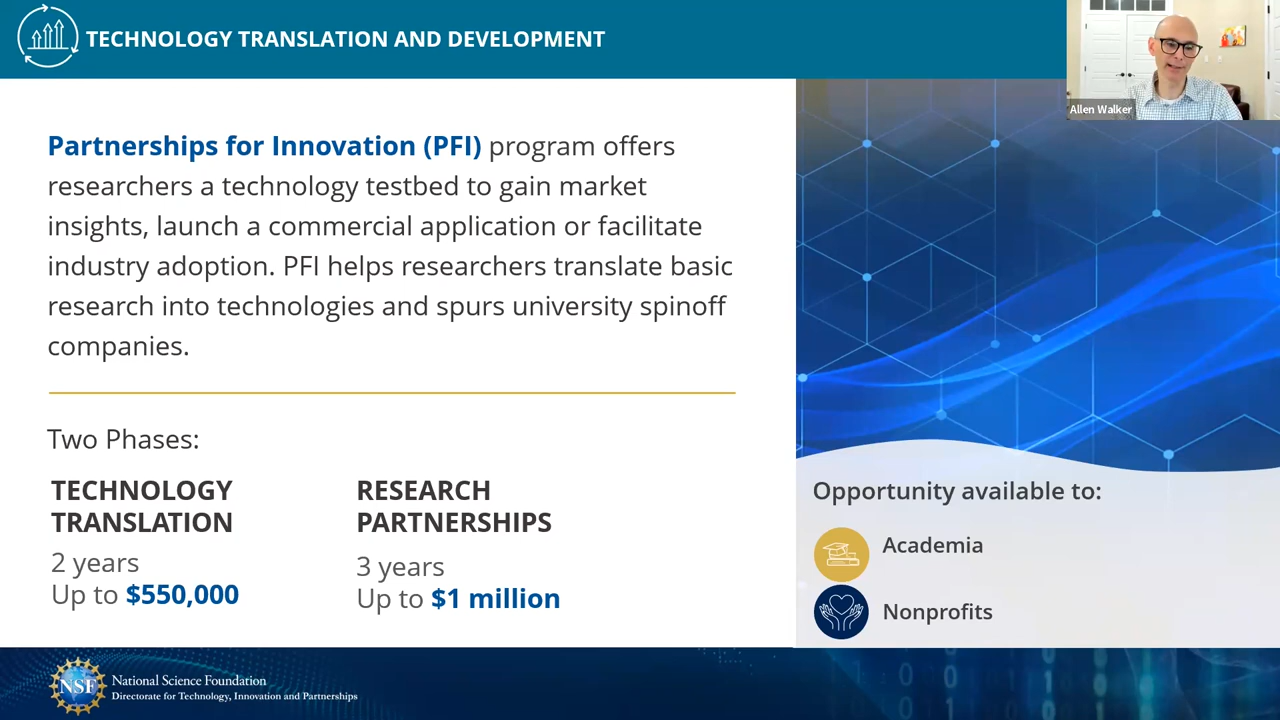 TECHNOLOGY TRANSLATION AND DEVELOPMENT
Allen Walker
Partnerships for Innovation (PFI) program offers
researchers a technology testbed to gain market
insights, launch a commercial application or facilitate
industry adoption. PFI helps researchers translate basic
research into technologies and spurs university spinoff
companies.
Two Phases:
TECHNOLOGY
TRANSLATION
2 years
Up to $550,000
RESEARCH
PARTNERSHIPS
3 years
Up to $1 million
Opportunity available to:
Academia
Nonprofits
NSF
National Science Foundation
Directorate for Technology, Innovation and Partnerships